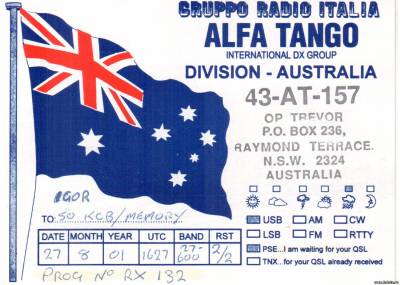 GRUPPO RADIO ITALIA
ALFA TANGO
INTERNATIONAL DX GROUP
DIVISION - AUSTRALIA
43-AT-157
OP TREVOR
P.O. BOX 236,
RAYMOND TERRACE.
N.S.W. 2324
AUSTRALIA
IGOR
TO: 50 KCB/MEMORY
USB AM CW
LSB FM RTTY
PSE...I am waiting for your QSL
TNX...for your QSL already received
DATE MONTH YEAR UTC BAND RST
27 8 01 1627 27-600 2/2
PROG Nº RX 132